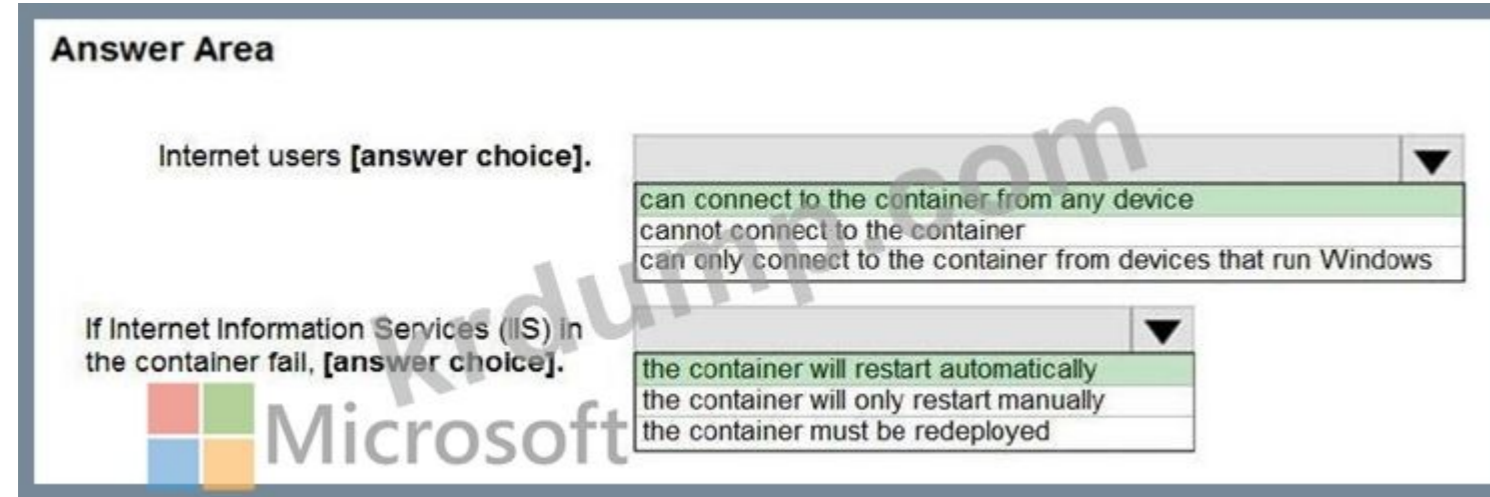 Answer Area
Internet users [answer choice].
can connect to the container from any device
cannot connect to the container
can only connect to the container from devices that run Windows
If Internet Information Services (IIS) in
the container fail, [answer choice].
the container will restart automatically
the container will only restart manually
the container must be redeployed
krdump.com
Microsoft